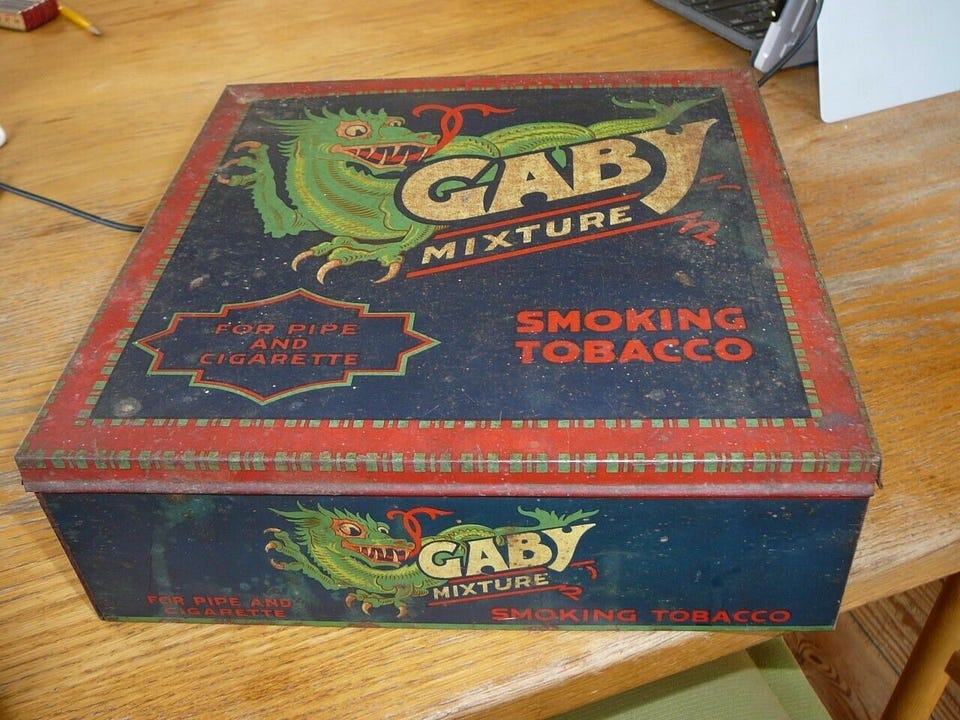 GABY
MIXTURE
FOR PIPE
AND
CIGARETTE
SMOKING
TOBACCO
GABY
MIXTURE
FOR PIPE AND
CIGARETTE
SMOKING TOBACCO